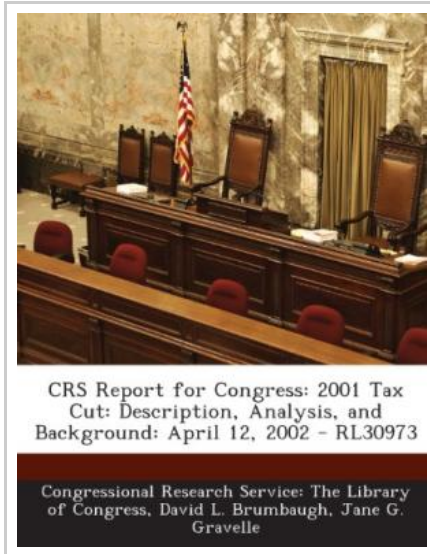 CRS Report for Congress: 2001 Tax
Cut: Description, Analysis, and
Background: April 12, 2002 - RL30973
Congressional Research Service: The Library
of Congress, David L. Brumbaugh, Jane G.
Gravelle